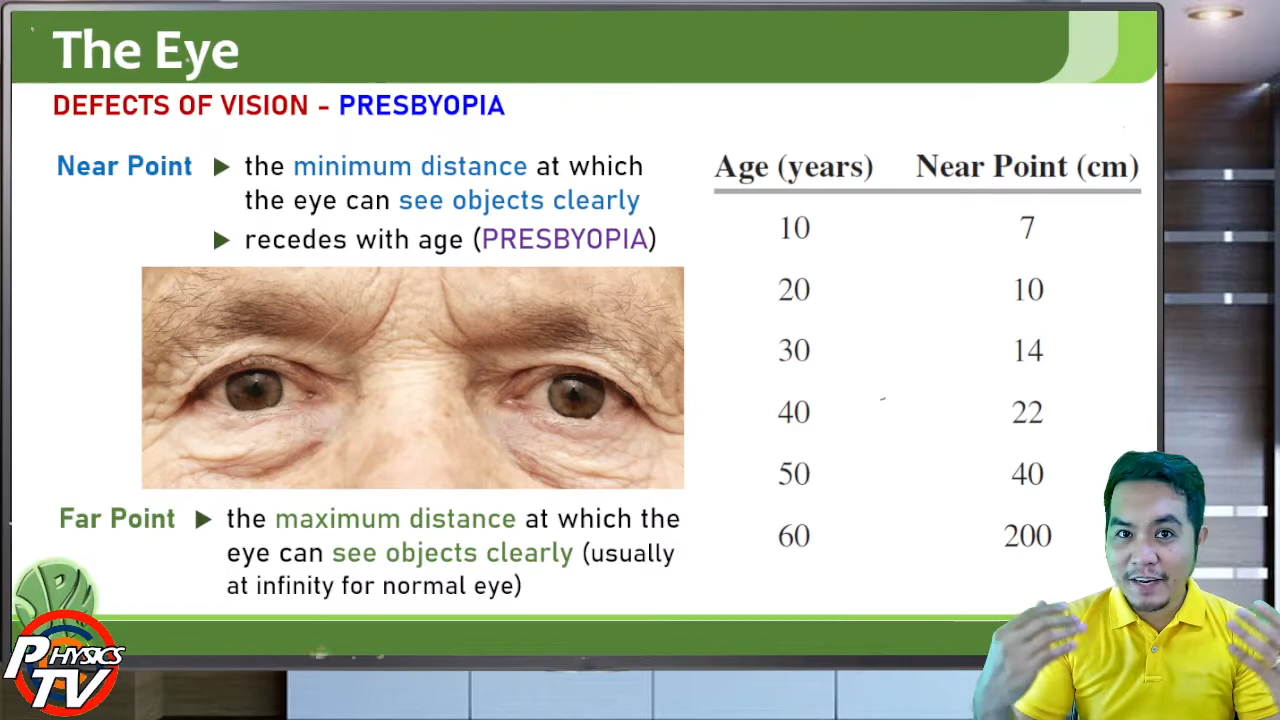 The Eye
DEFECTS OF VISION - PRESBYOPIA
Near Point ▶ the minimum distance at which
the eye can see objects clearly
▶ recedes with age (PRESBYOPIA)
Far Point ▶ the maximum distance at which the
eye can see objects clearly (usually
at infinity for normal eye)
Age (years) Near Point (cm)
10 7
20 10
30 14
40 22
50 40
60 200
PHYSICS
TV